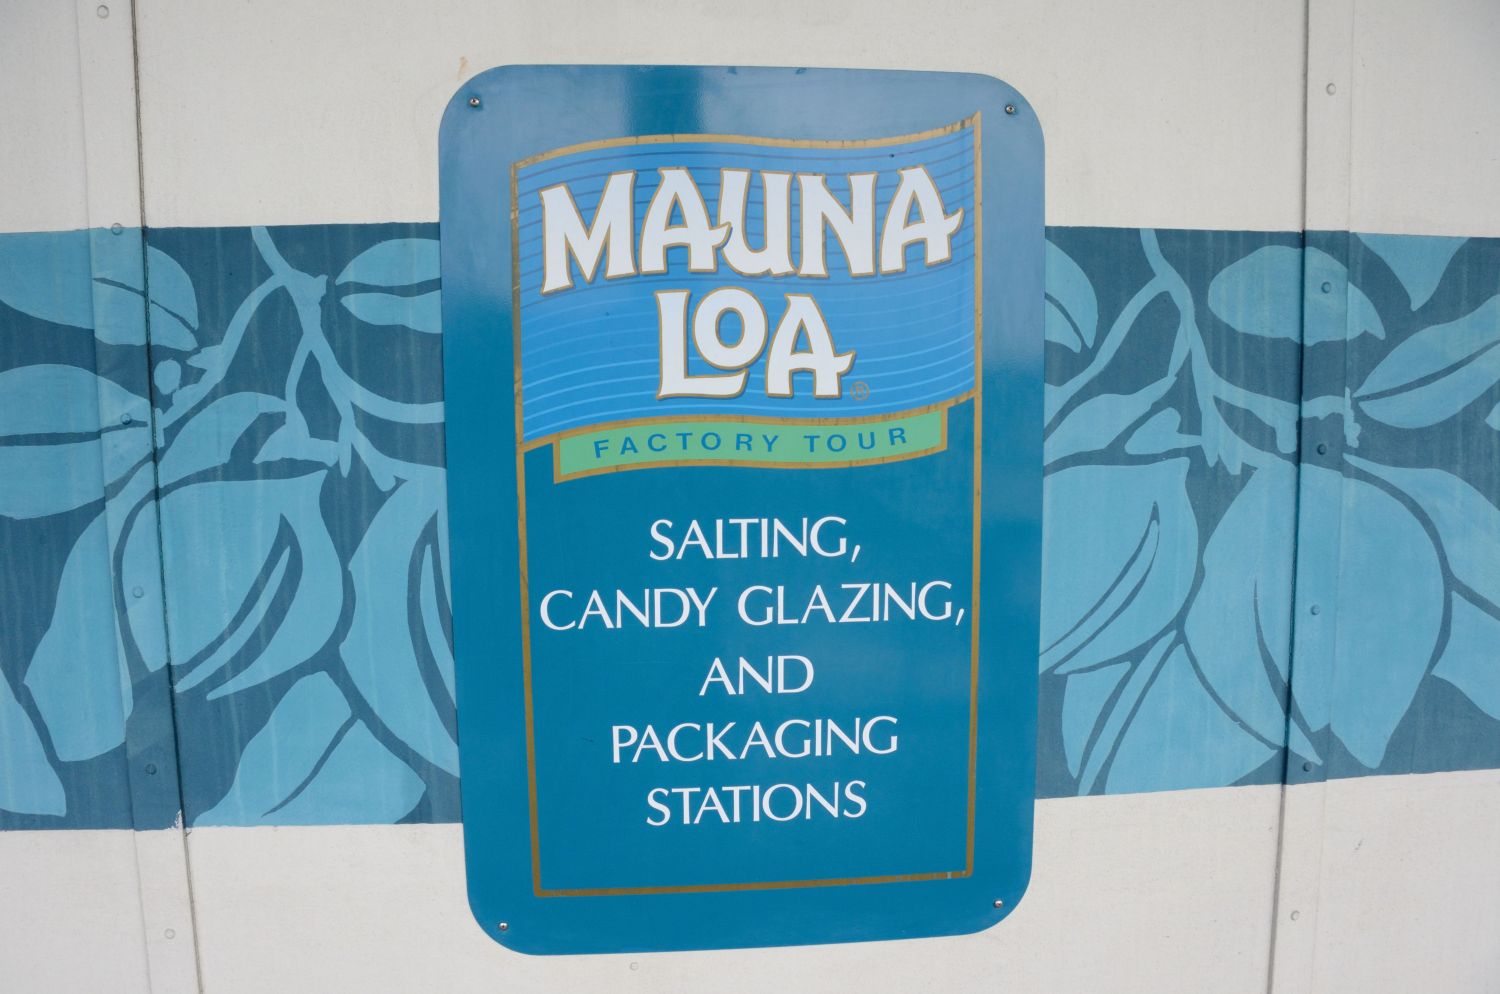 MAUNA
LOA®
FACTORY TOUR
SALTING,
CANDY GLAZING,
AND
PACKAGING
STATIONS